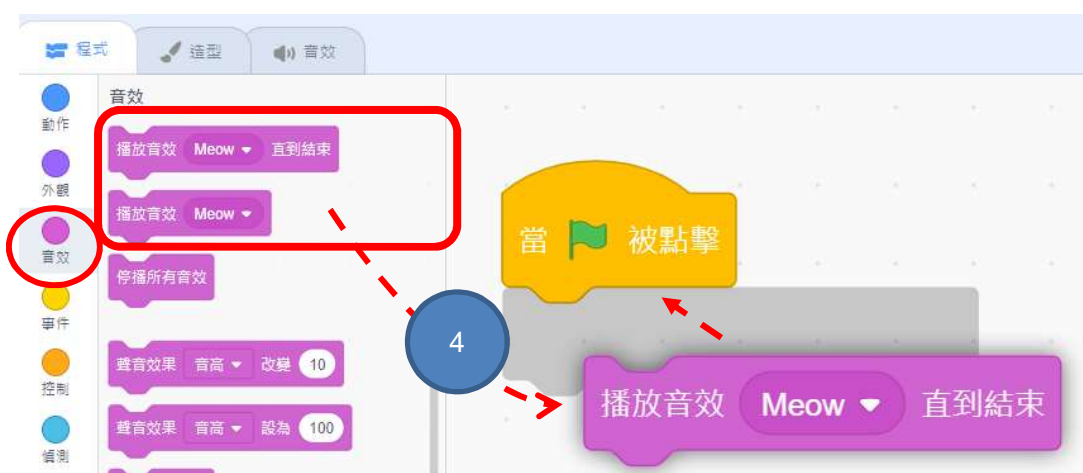 程式
造型
音效
動作
外觀
音效
事件
控制
偵測
音效
播放音效 Meow 直到結束
播放音效 Meow
停播所有音效
聲音效果 音高 改變 10
聲音效果 音高 設為 100
當 被點擊
4
播放音效 Meow 直到結束